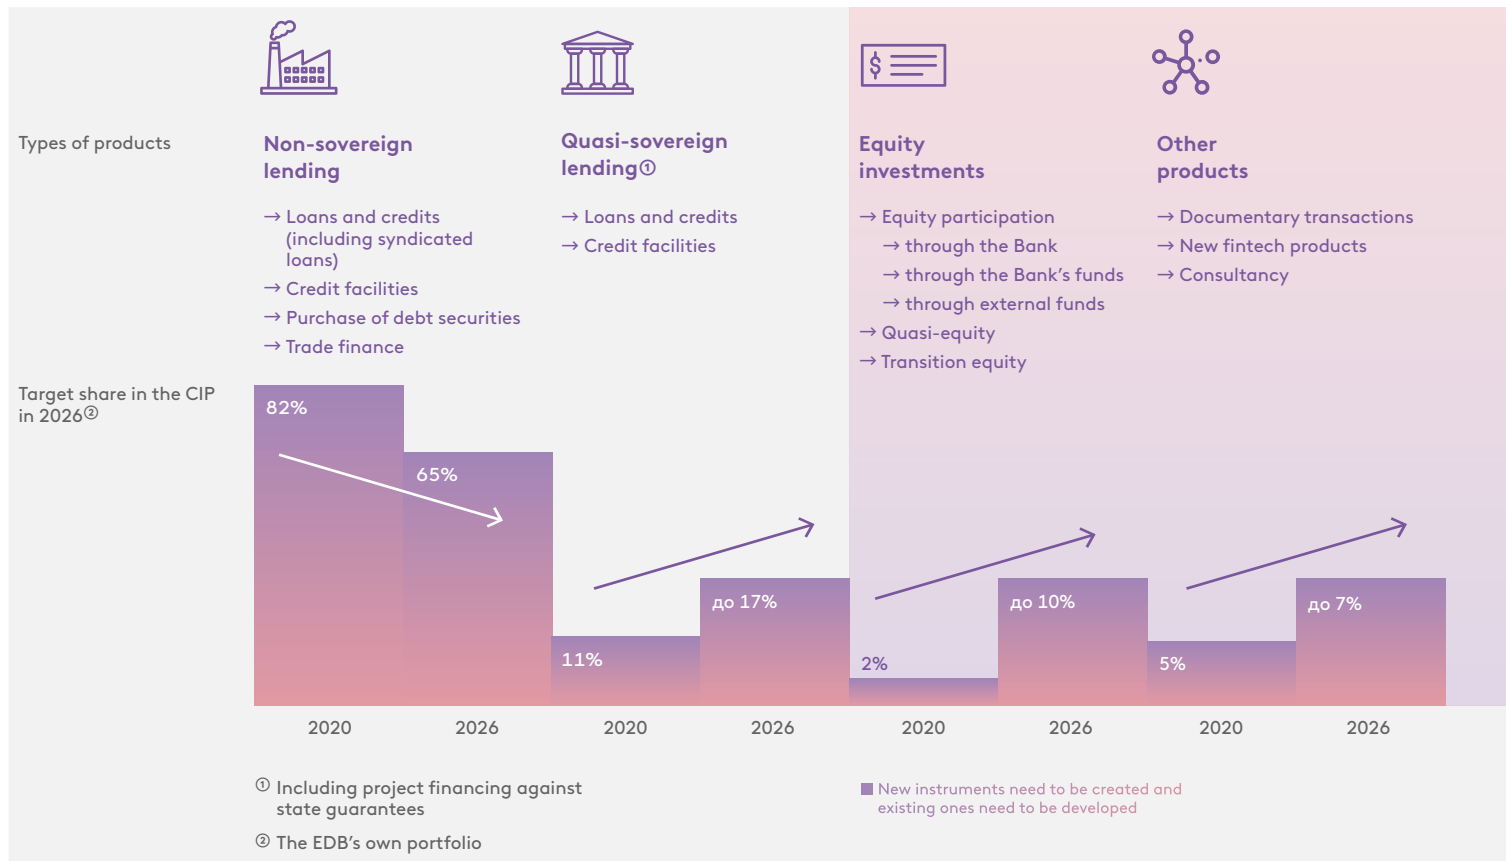 Types of products
Non-sovereign
lending
→ Loans and credits
(including syndicated
loans)
→ Credit facilities
→ Purchase of debt securities
→ Trade finance
Quasi-sovereign
lending①
→ Loans and credits
→ Credit facilities
Equity
investments
→ Equity participation
→ through the Bank
→ through the Bank's funds
→ through external funds
→ Quasi-equity
→ Transition equity
Other
products
→ Documentary transactions
→ New fintech products
→ Consultancy
Target share in the CIP
in 2026②
82%
65%
11%
до 17%
2%
до 10%
5%
до 7%
2020
2026
2020
2026
2020
2026
2020
2026
① Including project financing against
state guarantees
② The EDB's own portfolio
New instruments need to be created and
existing ones need to be developed
$